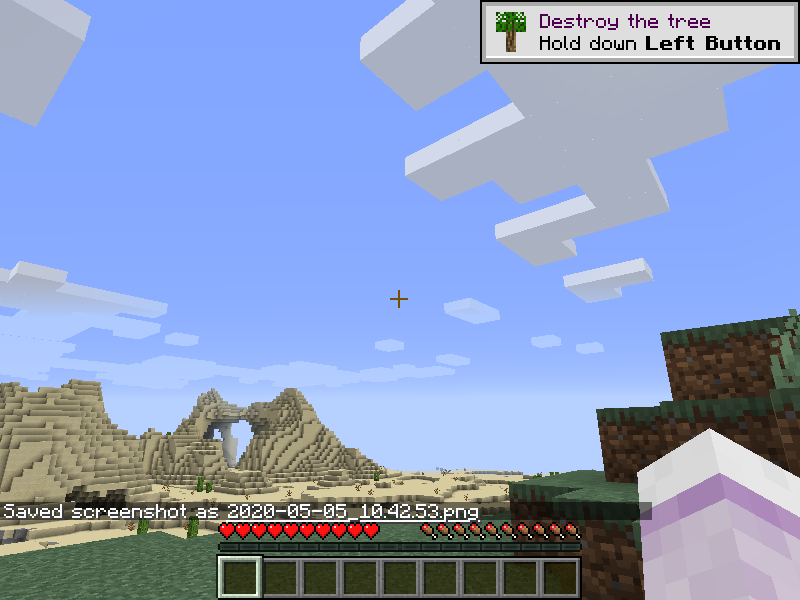 Destroy the tree
Hold down Left Button
Saved screenshot as 2020-05-05_10.42.53.png